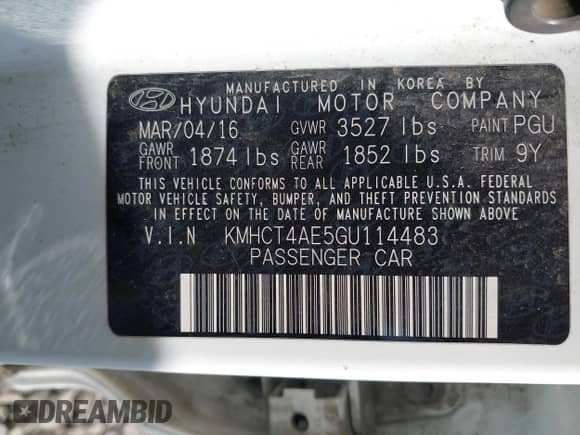 MANUFACTURED IN KOREA BY
HYUNDAI MOTOR COMPANY
MAR/04/16 GVWR 3527 lbs PAINT PGU
GAWR FRONT 1874 lbs GAWR REAR 1852 lbs TRIM 9Y
THIS VEHICLE CONFORMS TO ALL APPLICABLE U.S.A. FEDERAL
MOTOR VEHICLE SAFETY, BUMPER, AND THEFT PREVENTION STANDARDS
IN EFFECT ON THE DATE OF MANUFACTURE SHOWN ABOVE.
V.I.N KMHCT4AE5GU114483
PASSENGER CAR
DREAMBID